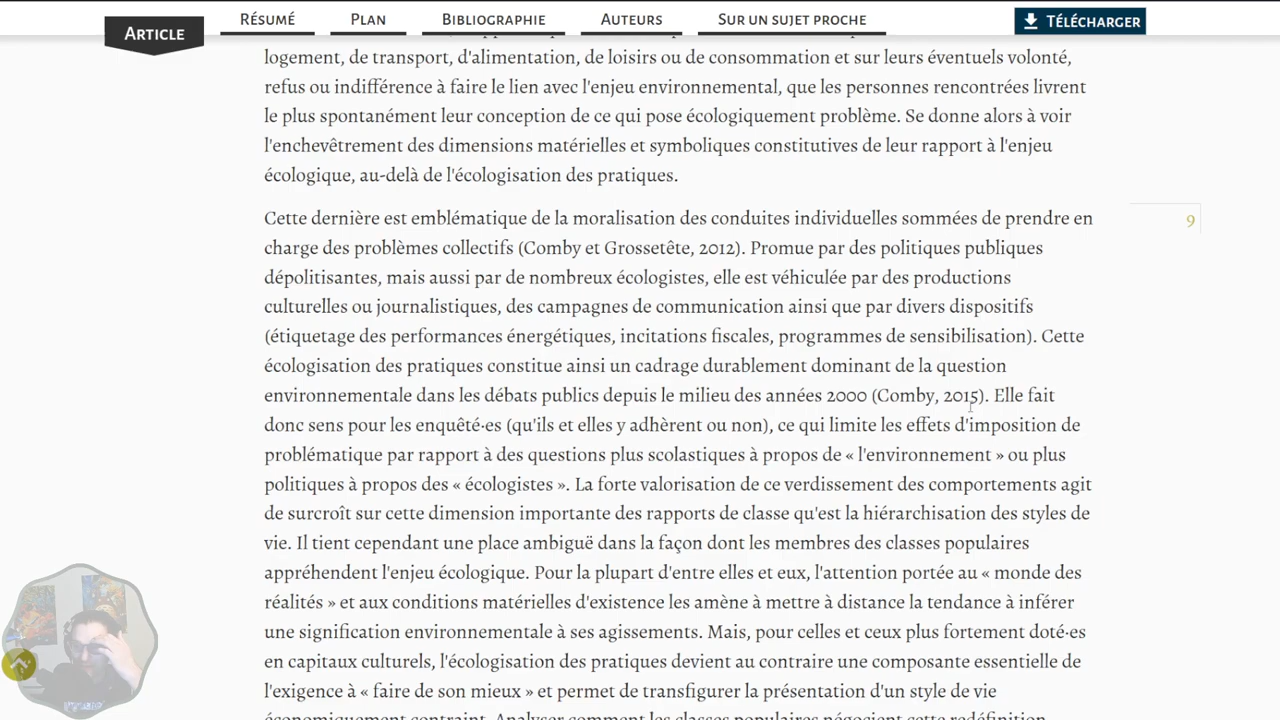 ARTICLE
RÉSUMÉ
PLAN
BIBLIOGRAPHIE
AUTEURS
SUR UN SUJET PROCHE
TÉLÉCHARGER
logement, de transport, d'alimentation, de loisirs ou de consommation et sur leurs éventuels volonté,
refus ou indifférence à faire le lien avec l'enjeu environnemental, que les personnes rencontrées livrent
le plus spontanément leur conception de ce qui pose écologiquement problème. Se donne alors à voir
l'enchevêtrement des dimensions matérielles et symboliques constitutives de leur rapport à l'enjeu
écologique, au-delà de l'écologisation des pratiques.
Cette dernière est emblématique de la moralisation des conduites individuelles sommées de prendre en
charge des problèmes collectifs (Comby et Grossetête, 2012). Promue par des politiques publiques
dépolitisantes, mais aussi par de nombreux écologistes, elle est véhiculée par des productions
culturelles ou journalistiques, des campagnes de communication ainsi que par divers dispositifs
(étiquetage des performances énergétiques, incitations fiscales, programmes de sensibilisation). Cette
écologisation des pratiques constitue ainsi un cadrage durablement dominant de la question
environnementale dans les débats publics depuis le milieu des années 2000 (Comby, 2015). Elle fait
donc sens pour les enquêté·es (qu'ils et elles y adhèrent ou non), ce qui limite les effets d'imposition de
problématique par rapport à des questions plus scolastiques à propos de « l'environnement » ou plus
politiques à propos des « écologistes ». La forte valorisation de ce verdissement des comportements agit
de surcroît sur cette dimension importante des rapports de classe qu'est la hiérarchisation des styles de
vie. Il tient cependant une place ambiguë dans la façon dont les membres des classes populaires
appréhendent l'enjeu écologique. Pour la plupart d'entre elles et eux, l'attention portée au « monde des
réalités » et aux conditions matérielles d'existence les amène à mettre à distance la tendance à inférer
une signification environnementale à ses agissements. Mais, pour celles et ceux plus fortement doté·es
en capitaux culturels, l'écologisation des pratiques devient au contraire une composante essentielle de
l'exigence à « faire de son mieux » et permet de transfigurer la présentation d'un style de vie
économiquement contraint. Analyser comment les classes populaires négocient cette redéfinition
9